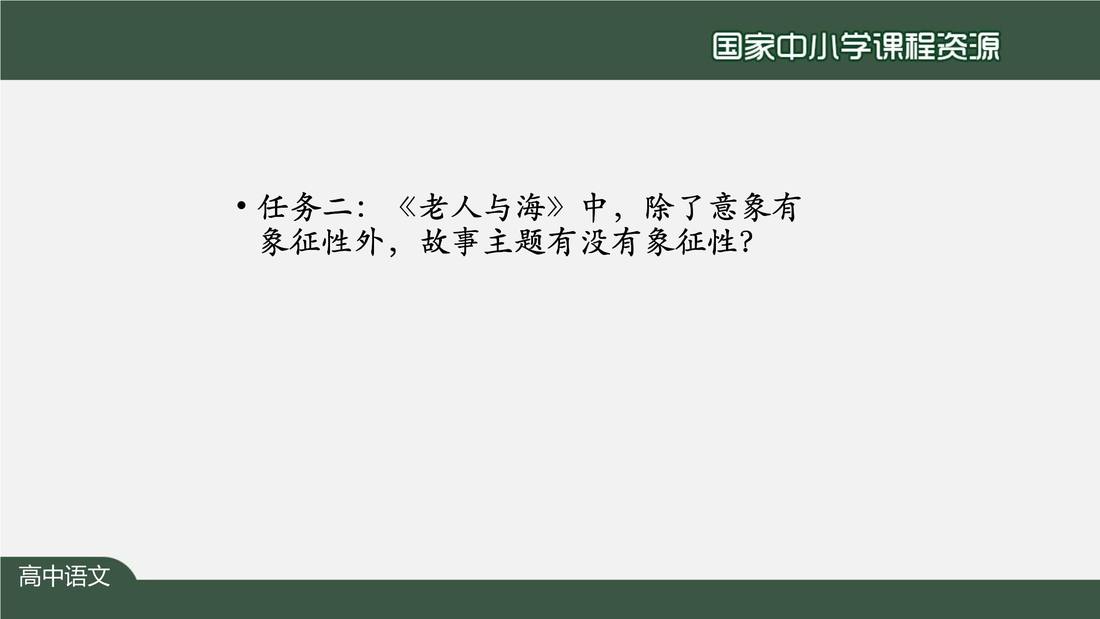 国家中小学课程资源
• 任务二：《老人与海》中，除了意象有
象征性外，故事主题有没有象征性？
高中语文